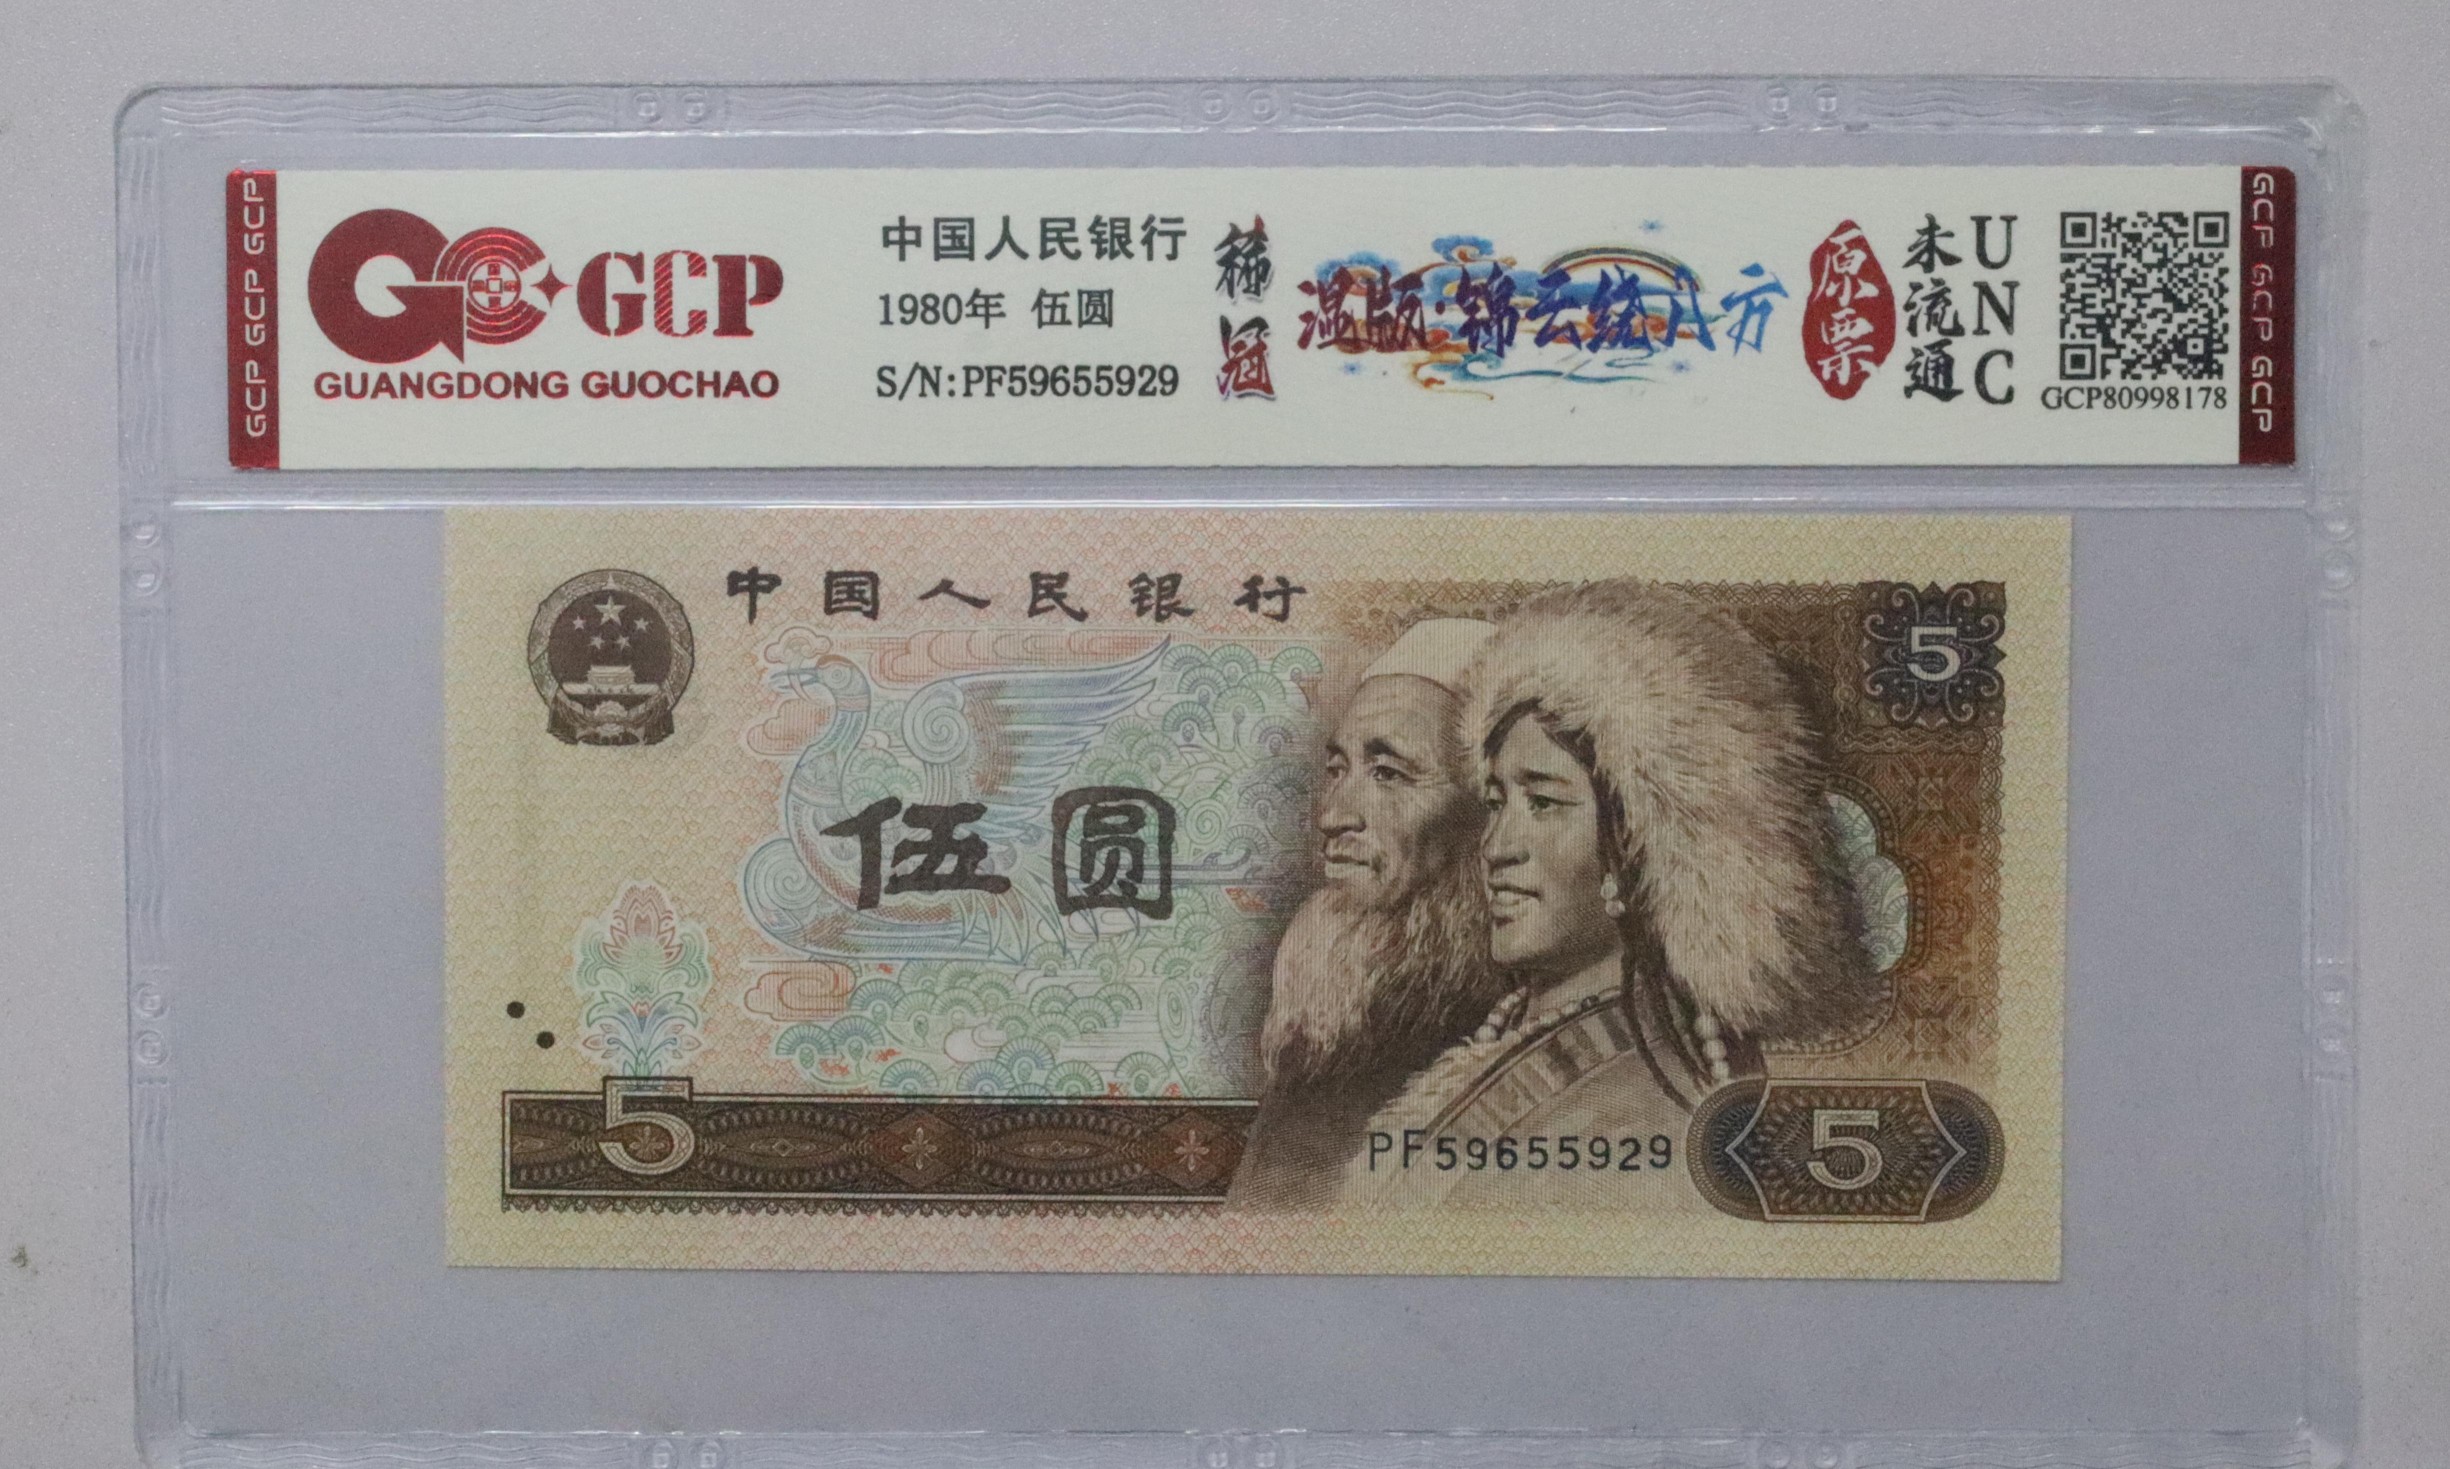 GCP GCP GCP
GCP
GUANGDONG GUOCHAO
中国人民银行
1980年 伍圆
S/N:PF59655929
稀冠
温版·锦云绕八方
原票
未流通
UNC
GCP80998178
GCP GCP GCP
中国人民银行
5
伍圆
5
PF59655929
5